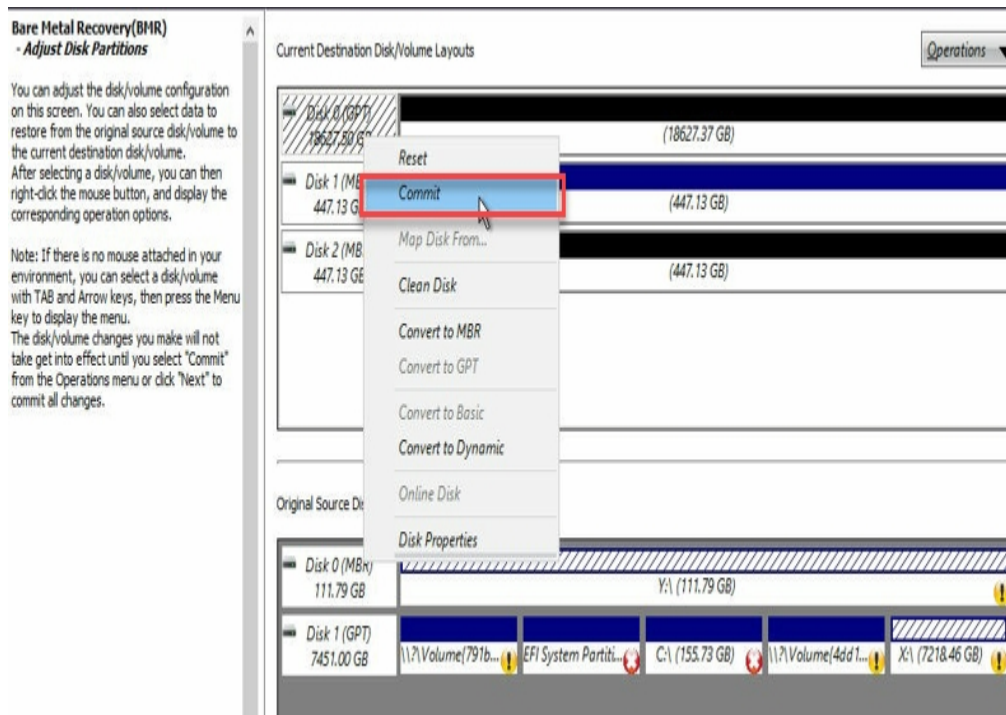 Bare Metal Recovery(BMR)
- Adjust Disk Partitions
You can adjust the disk/volume configuration
on this screen. You can also select data to
restore from the original source disk/volume to
the current destination disk/volume.
After selecting a disk/volume, you can then
right-click the mouse button, and display the
corresponding operation options.
Note: If there is no mouse attached in your
environment, you can select a disk/volume
with TAB and Arrow keys, then press the Menu
key to display the menu.
The disk/volume changes you make will not
take get into effect until you select "Commit"
from the Operations menu or click "Next" to
commit all changes.
Current Destination Disk/Volume Layouts
Operations
Disk 0 (GPT)
18627.50 G
(18627.37 GB)
Disk 1 (MB
447.13 G
(447.13 GB)
Disk 2 (MB
447.13 GB
(447.13 GB)
Reset
Commit
Map Disk From...
Clean Disk
Convert to MBR
Convert to GPT
Convert to Basic
Convert to Dynamic
Online Disk
Disk Properties
Original Source Di
Disk 0 (MBR)
111.79 GB
Y:\ (111.79 GB)
Disk 1 (GPT)
7451.00 GB
\\?\Volume{791b...
EFI System Partiti...
C:\ (155.73 GB)
\\?\Volume{4dd1...
X:\ (7218.46 GB)